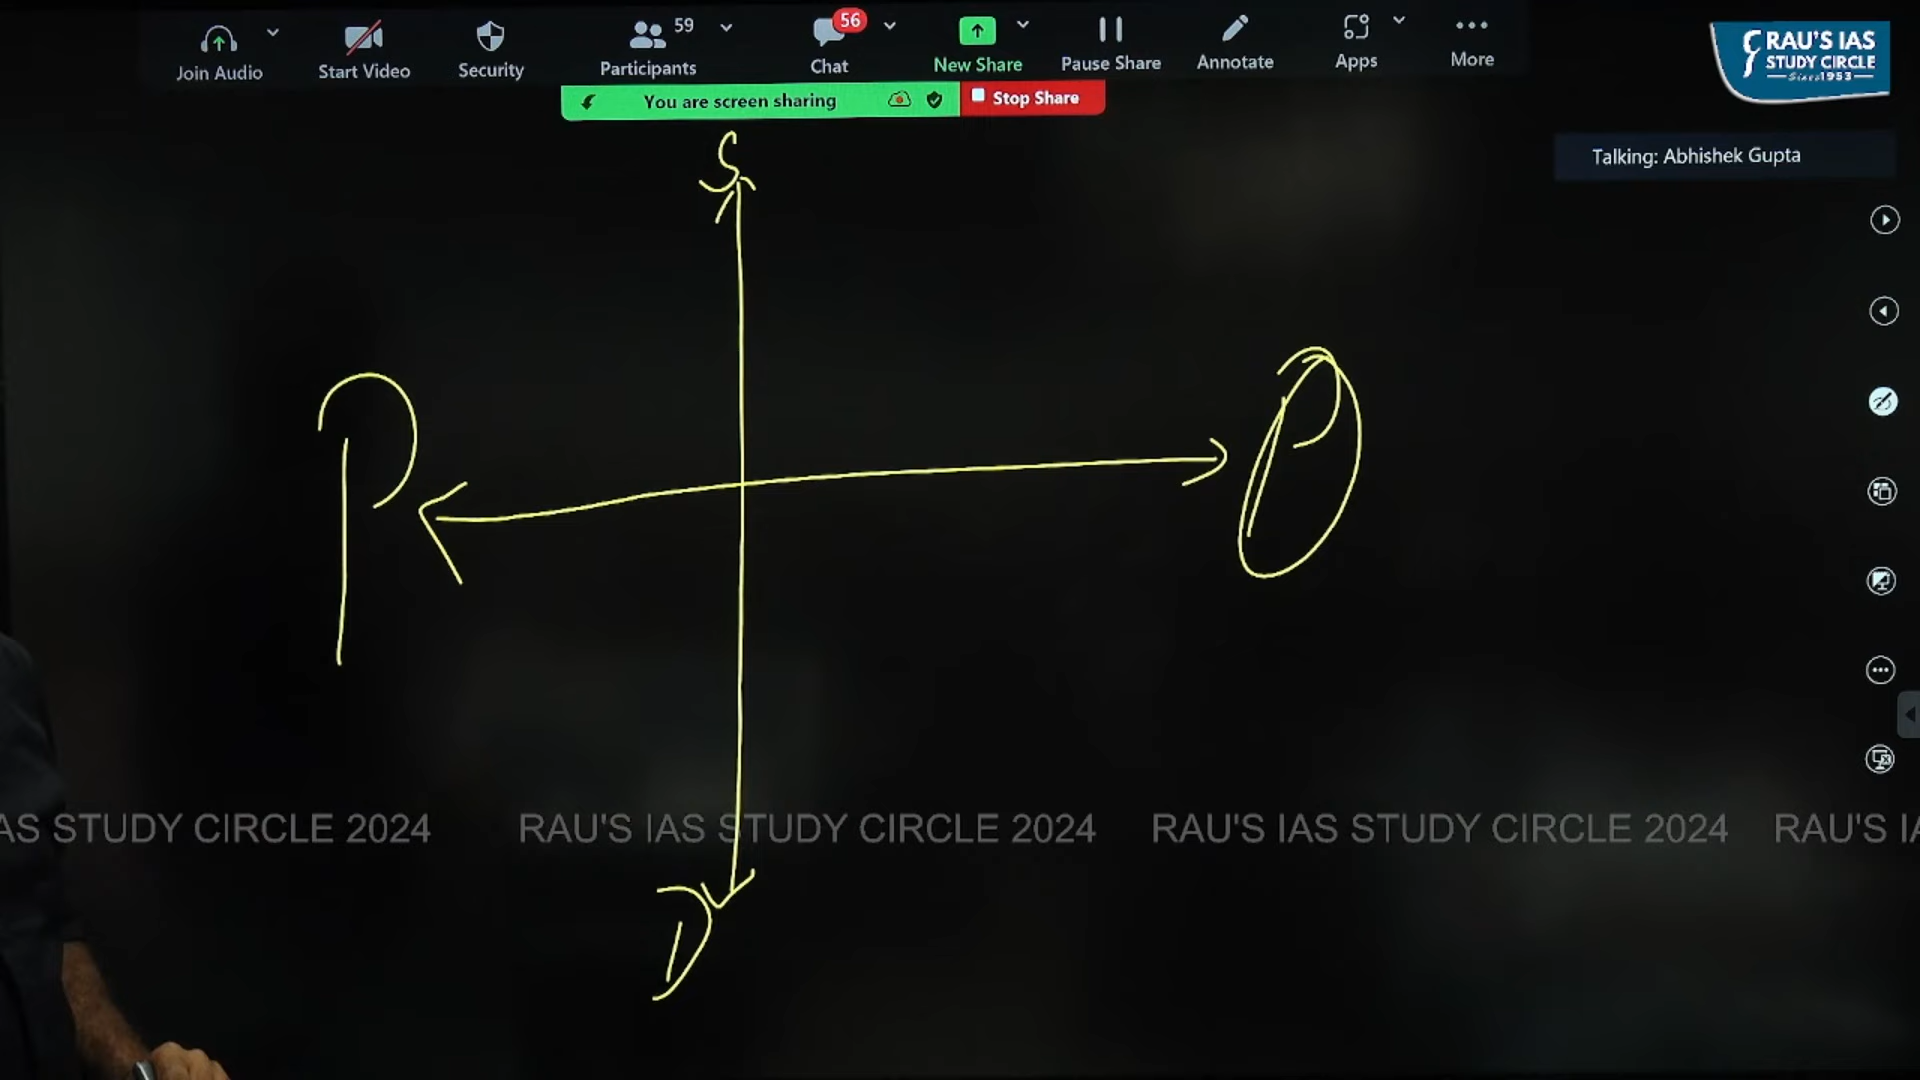 Join Audio
Start Video
Security
Participants 59
Chat 56
New Share
Pause Share
Annotate
Apps
More
RAU'S IAS
STUDY CIRCLE
Since 1953
You are screen sharing
Stop Share
Talking: Abhishek Gupta
S
P
P
AS STUDY CIRCLE 2024 RAU'S IAS STUDY CIRCLE 2024 RAU'S IAS STUDY CIRCLE 2024 RAU'S IA
D